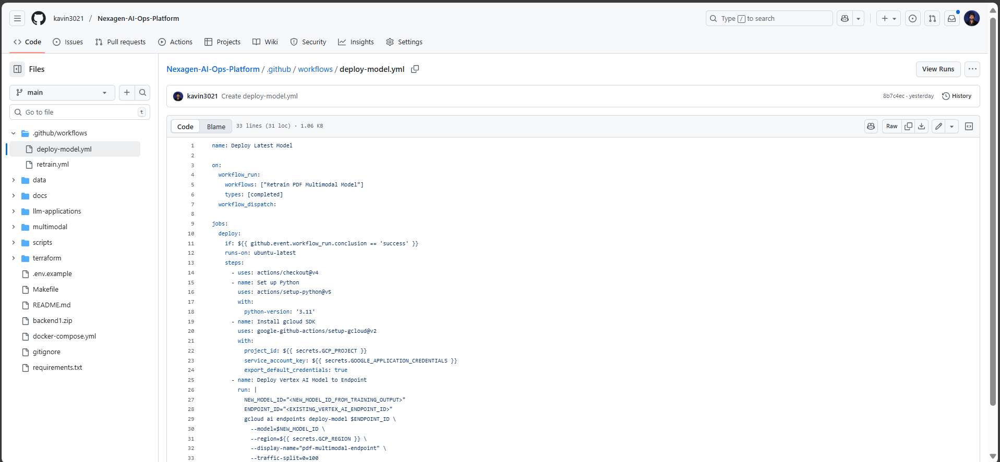 kavin3021 / Nexagen-AI-Ops-Platform
Type / to search
Code Issues Pull requests Actions Projects Wiki Security Insights Settings
Files
main
Go to file
t
.github/workflows
deploy-model.yml
retrain.yml
data
docs
llm-applications
multimodal
scripts
terraform
.env.example
Makefile
README.md
backend1.zip
docker-compose.yml
gitignore
requirements.txt
Nexagen-AI-Ops-Platform / .github / workflows / deploy-model.yml
View Runs
kavin3021 Create deploy-model.yml
8b7c4ec · yesterday History
Code Blame 33 lines (31 loc) · 1.06 KB
Raw
1 name: Deploy Latest Model
2
3 on:
4 workflow_run:
5 workflows: ["Retrain PDF Multimodal Model"]
6 types: [completed]
7 workflow_dispatch:
8
9 jobs:
10 deploy:
11 if: ${{ github.event.workflow_run.conclusion == 'success' }}
12 runs-on: ubuntu-latest
13 steps:
14 - uses: actions/checkout@v4
15 - name: Set up Python
16 uses: actions/setup-python@v5
17 with:
18 python-version: '3.11'
19 - name: Install gcloud SDK
20 uses: google-github-actions/setup-gcloud@v2
21 with:
22 project_id: ${{ secrets.GCP_PROJECT }}
23 service_account_key: ${{ secrets.GOOGLE_APPLICATION_CREDENTIALS }}
24 export_default_credentials: true
25 - name: Deploy Vertex AI Model to Endpoint
26 run: |
27 NEW_MODEL_ID="<NEW_MODEL_ID_FROM_TRAINING_OUTPUT>"
28 ENDPOINT_ID="<EXISTING_VERTEX_AI_ENDPOINT_ID>"
29 gcloud ai endpoints deploy-model $ENDPOINT_ID \
30 --model=$NEW_MODEL_ID \
31 --region=${{ secrets.GCP_REGION }} \
32 --display-name="pdf-multimodal-endpoint" \
33 --traffic-split=0=100